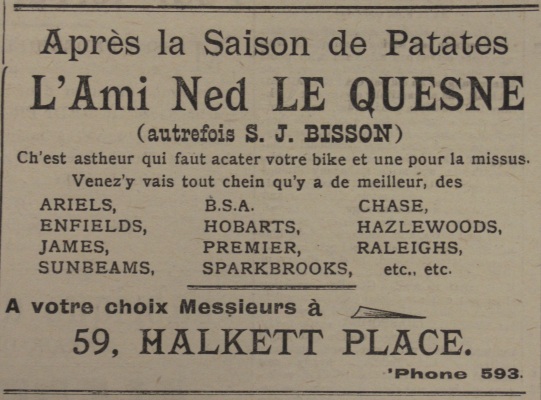 Après la Saison de Patates
L'Ami Ned LE QUESNE
(autrefois S. J. BISSON)
Ch'est astheur qui faut acater votre bike et une pour la missus.
Venez'y vais tout chein qu'y a de meilleur, des
ARIELS, B.S.A. CHASE,
ENFIELDS, HOBARTS, HAZLEWOODS,
JAMES, PREMIER, RALEIGHS,
SUNBEAMS, SPARKBROOKS, etc., etc.
A votre choix Messieurs à
59, HALKETT PLACE.
'Phone 593.